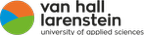 van hall
larenstein
university of applied sciences